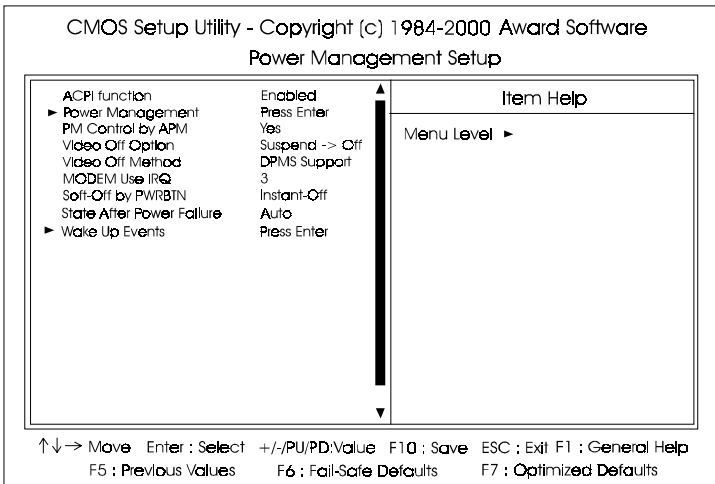 CMOS Setup Utility - Copyright (c) 1984-2000 Award Software
Power Management Setup
ACPI function Enabled
► Power Management Press Enter
PM Control by APM Yes
Video Off Option Suspend -> Off
Video Off Method DPMS Support
MODEM Use IRQ 3
Soft-Off by PWRBTN Instant-Off
State After Power Failure Auto
► Wake Up Events Press Enter
Item Help
Menu Level ►
↑↓→ Move Enter : Select +/-/PU/PD:Value F10 : Save ESC : Exit F1 : General Help
F5 : Previous Values F6 : Fail-Safe Defaults F7 : Optimized Defaults